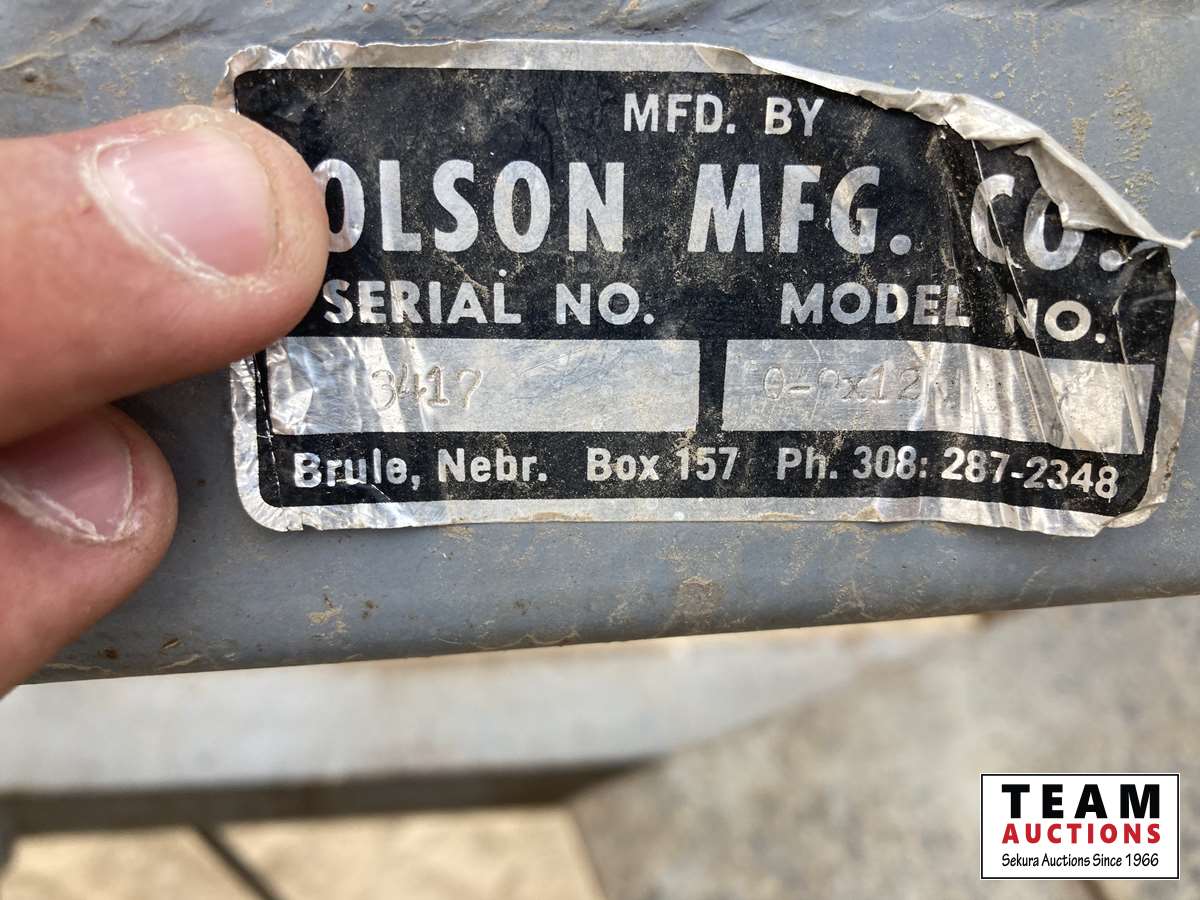 MFD. BY
OLSON MFG. CO.
SERIAL NO. MODEL NO.
3417
Brule, Nebr. Box 157 Ph. 308: 287-2348
TEAM
AUCTIONS
Sekura Auctions Since 1966